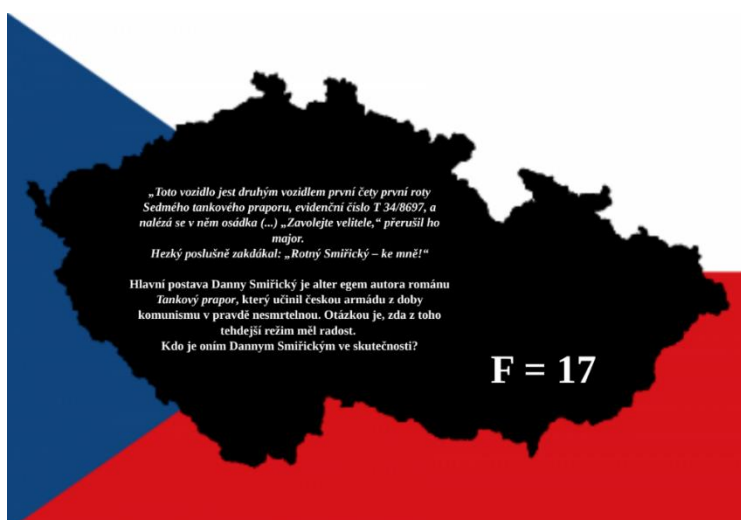 „Toto vozidlo jest druhým vozidlem první čety první roty
Sedmého tankového praporu, evidenční číslo T 34/8697, a
nalézá se v něm osádka (...) „Zavolejte velitele,“ přerušil ho
major.
Hezký poslušně zakdákal: „Rotný Smiřický – ke mně!“
Hlavní postava Danny Smiřický je alter egem autora románu
Tankový prapor, který učinil českou armádu z doby
komunismu v pravdě nesmrtelnou. Otázkou je, zda z toho
tehdejší režim měl radost.
Kdo je oním Dannym Smiřickým ve skutečnosti?
F = 17